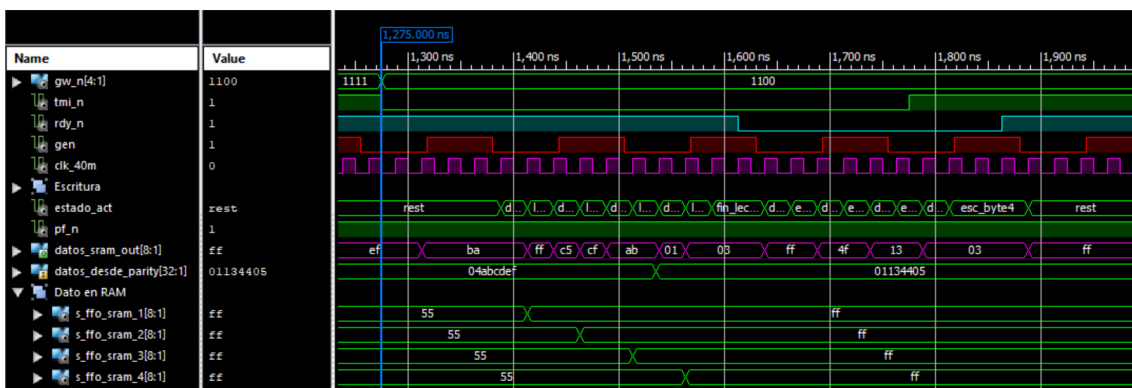 1,275.000 ns
Name Value 1,300 ns 1,400 ns 1,500 ns 1,600 ns 1,700 ns 1,800 ns 1,900 ns
gw_n[4:1] 1100 1111 1100
tmi_n 1
rdy_n 1
gen 1
clk_40m 0
Escritura
estado_act rest rest d... l... d... l... d... l... d... l... fin_lec... d... e... d... e... d... e... d... esc_byte4 rest
pf_n 1
datos_sram_out[8:1] ff ef ba ff c5 cf ab 01 03 ff 4f 13 03 ff
datos_desde_parity[32:1] 01134405 04abcdef 01134405
Dato en RAM
s_ffo_sram_1[8:1] ff 55 ff
s_ffo_sram_2[8:1] ff 55 ff
s_ffo_sram_3[8:1] ff 55 ff
s_ffo_sram_4[8:1] ff 55 ff